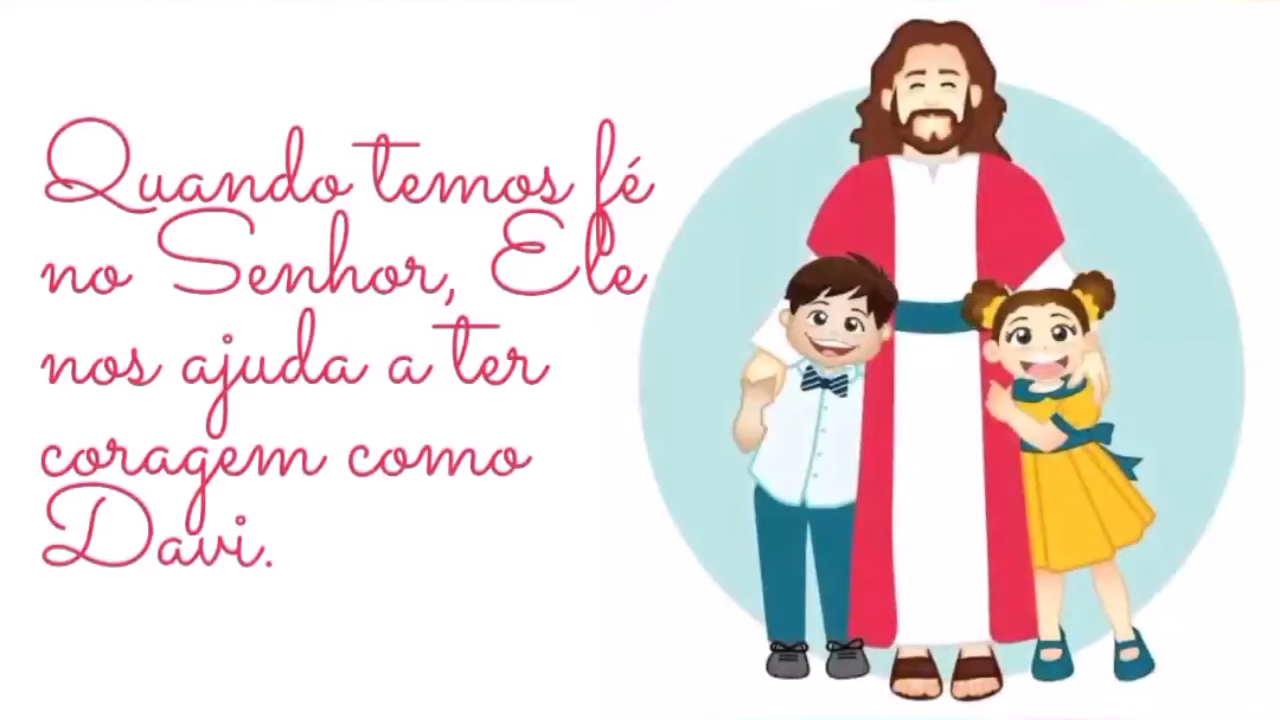 Quando temos fé
no Senhor, Ele
nos ajuda a ter
coragem como
Davi.